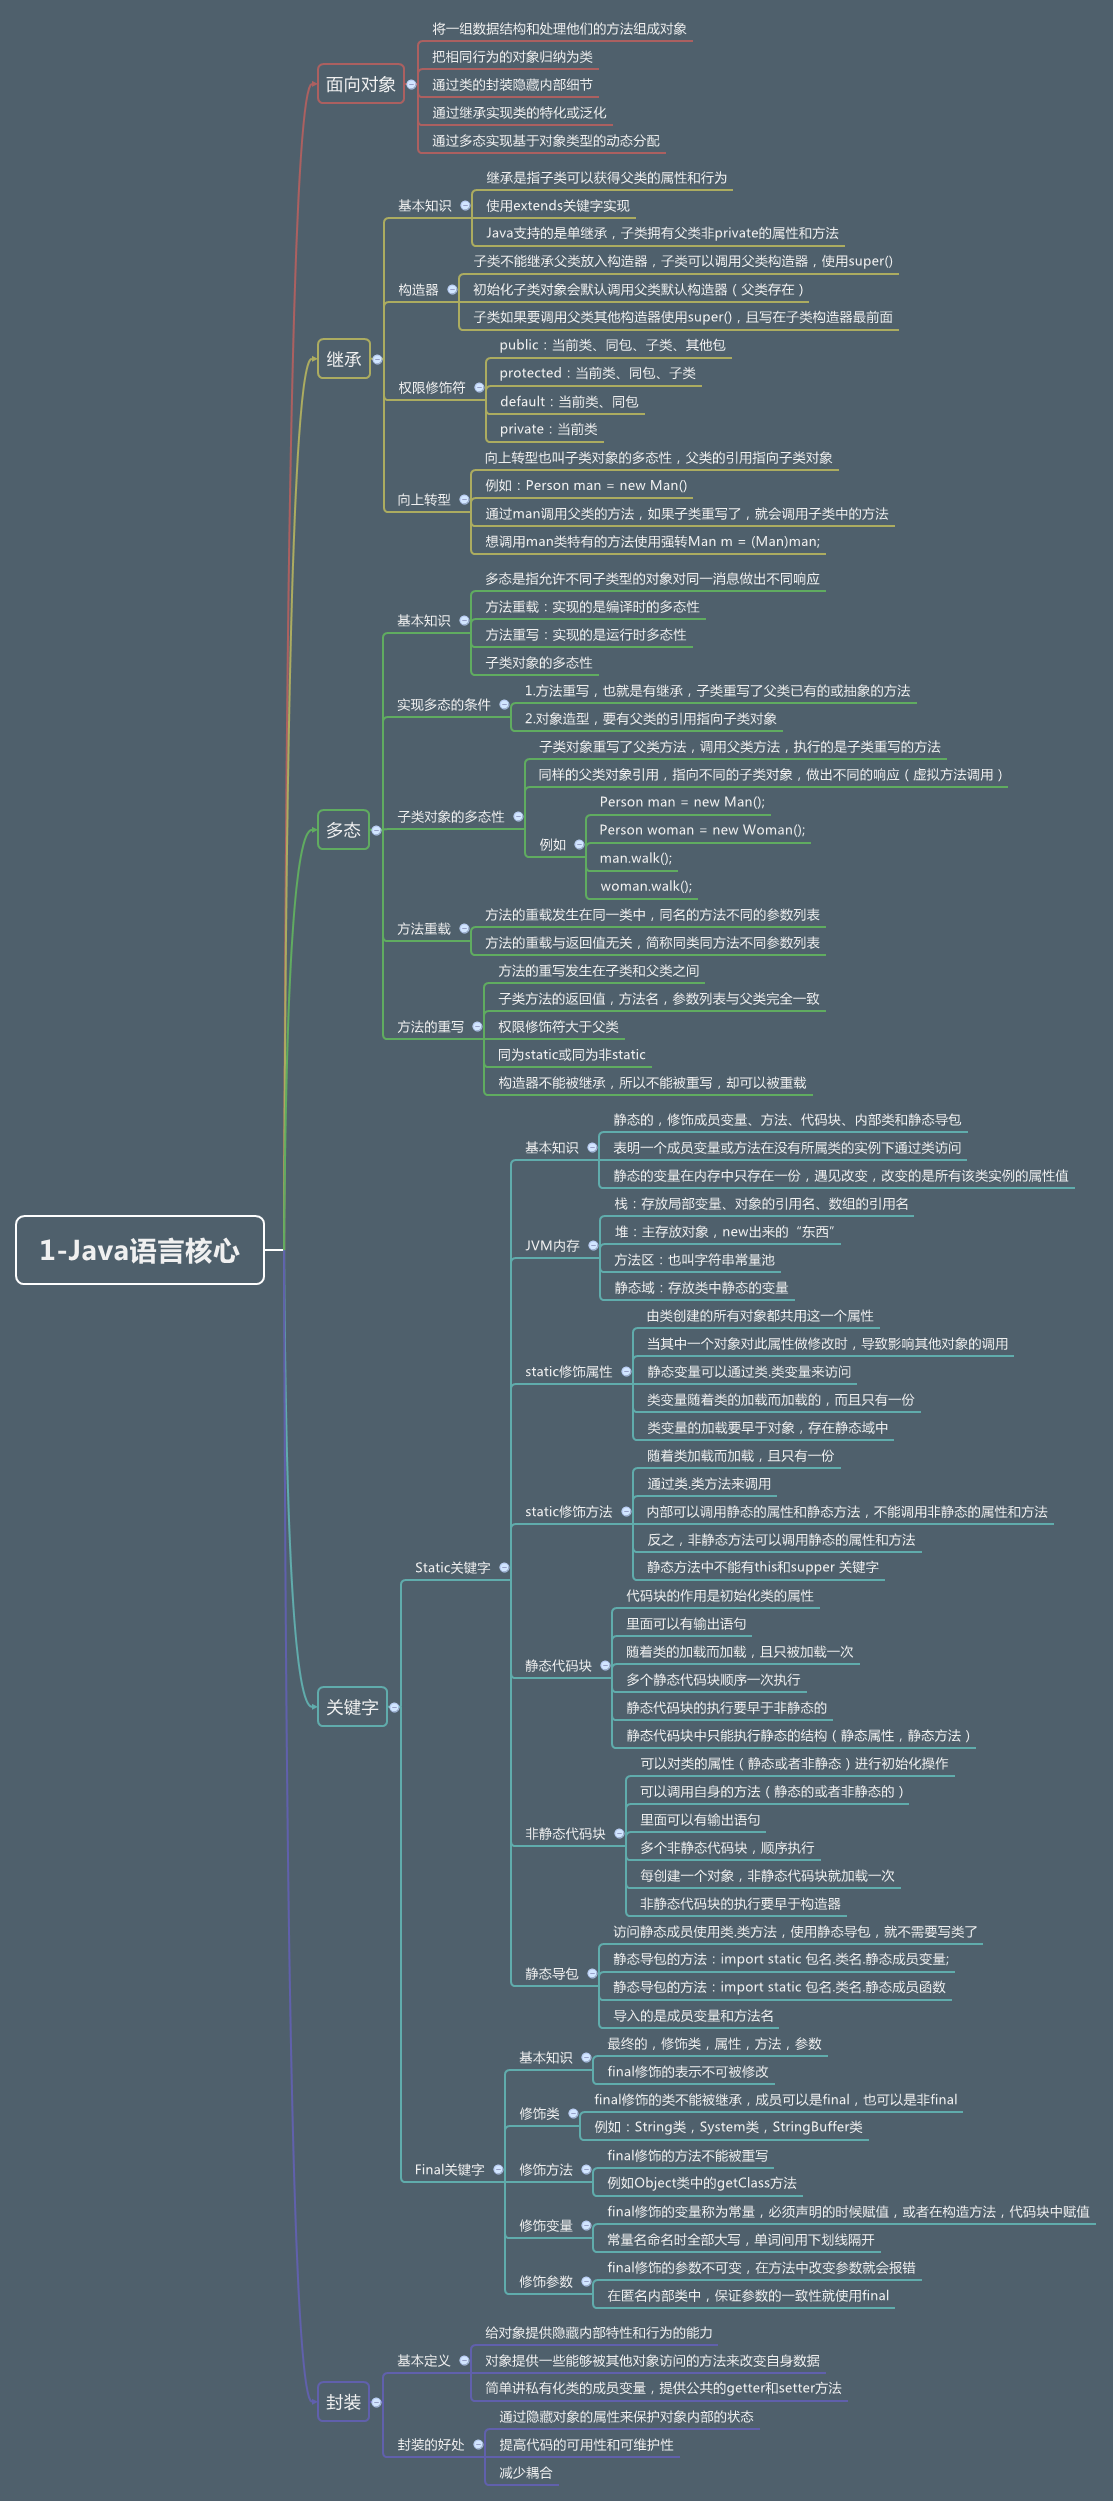 1-Java语言核心
面向对象
将一组数据结构和处理他们的方法组成对象
把相同行为的对象归纳为类
通过类的封装隐藏内部细节
通过继承实现类的特化或泛化
通过多态实现基于对象类型的动态分配
继承
基本知识
继承是指子类可以获得父类的属性和行为
使用extends关键字实现
Java支持的是单继承，子类拥有父类非private的属性和方法
构造器
子类不能继承父类放入构造器，子类可以调用父类构造器，使用super()
初始化子类对象会默认调用父类默认构造器（父类存在）
子类如果要调用父类其他构造器使用super()，且写在子类构造器最前面
权限修饰符
public：当前类、同包、子类、其他包
protected：当前类、同包、子类
default：当前类、同包
private：当前类
向上转型
向上转型也叫子类对象的多态性，父类的引用指向子类对象
例如：Person man = new Man()
通过man调用父类的方法，如果子类重写了，就会调用子类中的方法
想调用man类特有的方法使用强转Man m = (Man)man;
多态
基本知识
多态是指允许不同子类型的对象对同一消息做出不同响应
方法重载：实现的是编译时的多态性
方法重写：实现的是运行时多态性
子类对象的多态性
实现多态的条件
1.方法重写，也就是有继承，子类重写了父类已有的或抽象的方法
2.对象造型，要有父类的引用指向子类对象
子类对象的多态性
子类对象重写了父类方法，调用父类方法，执行的是子类重写的方法
同样的父类对象引用，指向不同的子类对象，做出不同的响应（虚拟方法调用）
例如
Person man = new Man();
Person woman = new Woman();
man.walk();
woman.walk();
方法重载
方法的重载发生在同一类中，同名的方法不同的参数列表
方法的重载与返回值无关，简称同类同方法不同参数列表
方法的重写
方法的重写发生在子类和父类之间
子类方法的返回值，方法名，参数列表与父类完全一致
权限修饰符大于父类
同为static或同为非static
构造器不能被继承，所以不能被重写，却可以被重载
关键字
Static关键字
基本知识
静态的，修饰成员变量、方法、代码块、内部类和静态导包
表明一个成员变量或方法在没有所属类的实例下通过类访问
静态的变量在内存中只存在一份，遇见改变，改变的是所有该类实例的属性值
JVM内存
栈：存放局部变量、对象的引用名、数组的引用名
堆：主存放对象，new出来的“东西”
方法区：也叫字符串常量池
静态域：存放类中静态的变量
static修饰属性
由类创建的所有对象都共用这一个属性
当其中一个对象对此属性做修改时，导致影响其他对象的调用
静态变量可以通过类.类变量来访问
类变量随着类的加载而加载的，而且只有一份
类变量的加载要早于对象，存在静态域中
static修饰方法
随着类加载而加载，且只有一份
通过类.类方法来调用
内部可以调用静态的属性和静态方法，不能调用非静态的属性和方法
反之，非静态方法可以调用静态的属性和方法
静态方法中不能有this和supper 关键字
静态代码块
代码块的作用是初始化类的属性
里面可以有输出语句
随着类的加载而加载，且只被加载一次
多个静态代码块顺序一次执行
静态代码块的执行要早于非静态的
静态代码块中只能执行静态的结构（静态属性，静态方法）
非静态代码块
可以对类的属性（静态或者非静态）进行初始化操作
可以调用自身的方法（静态的或者非静态的）
里面可以有输出语句
多个非静态代码块，顺序执行
每创建一个对象，非静态代码块就加载一次
非静态代码块的执行要早于构造器
静态导包
访问静态成员使用类.类方法，使用静态导包，就不需要写类了
静态导包的方法：import static 包名.类名.静态成员变量;
静态导包的方法：import static 包名.类名.静态成员函数
导入的是成员变量和方法名
Final关键字
基本知识
最终的，修饰类，属性，方法，参数
final修饰的表示不可被修改
修饰类
final修饰的类不能被继承，成员可以是final，也可以是非final
例如：String类，System类，StringBuffer类
修饰方法
final修饰的方法不能被重写
例如Object类中的getClass方法
修饰变量
final修饰的变量称为常量，必须声明的时候赋值，或者在构造方法，代码块中赋值
常量名命名时全部大写，单词间用下划线隔开
修饰参数
final修饰的参数不可变，在方法中改变参数就会报错
在匿名内部类中，保证参数的一致性就使用final
封装
基本定义
给对象提供隐藏内部特性和行为的能力
对象提供一些能够被其他对象访问的方法来改变自身数据
简单讲私有化类的成员变量，提供公共的getter和setter方法
封装的好处
通过隐藏对象的属性来保护对象内部的状态
提高代码的可用性和可维护性
减少耦合